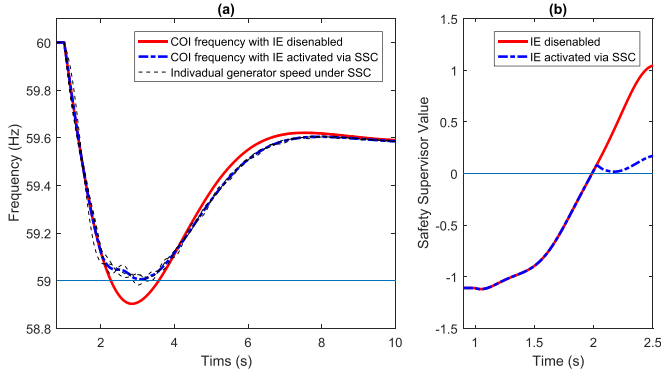 (a)
60
59.8
59.6
59.4
59.2
59
58.8
Frequency (Hz)
COI frequency with IE disenabled
COI frequency with IE activated via SSC
Indivadual generator speed under SSC
2
4
6
8
10
Tims (s)
(b)
1.5
1
0.5
0
-0.5
-1
-1.5
Safety Supervisor Value
IE disenabled
IE activated via SSC
1
1.5
2
2.5
Time (s)